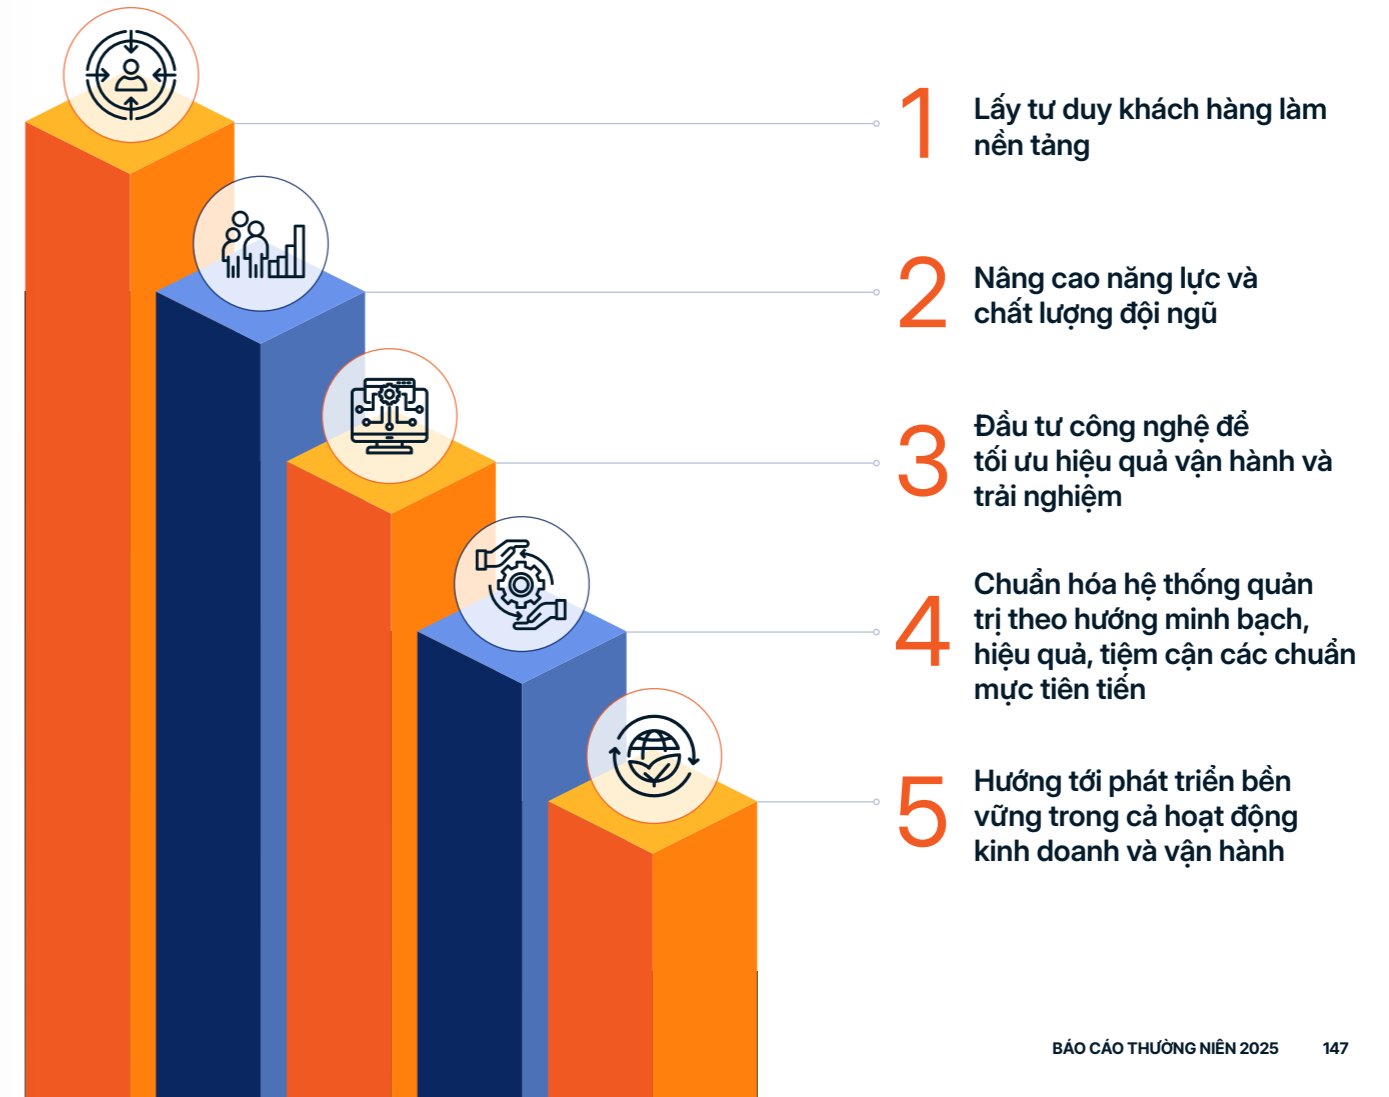 1
Lấy tư duy khách hàng làm
nền tảng
2
Nâng cao năng lực và
chất lượng đội ngũ
3
Đầu tư công nghệ để
tối ưu hiệu quả vận hành và
trải nghiệm
4
Chuẩn hóa hệ thống quản
trị theo hướng minh bạch,
hiệu quả, tiệm cận các chuẩn
mực tiên tiến
5
Hướng tới phát triển bền
vững trong cả hoạt động
kinh doanh và vận hành
BÁO CÁO THƯỜNG NIÊN 2025 147